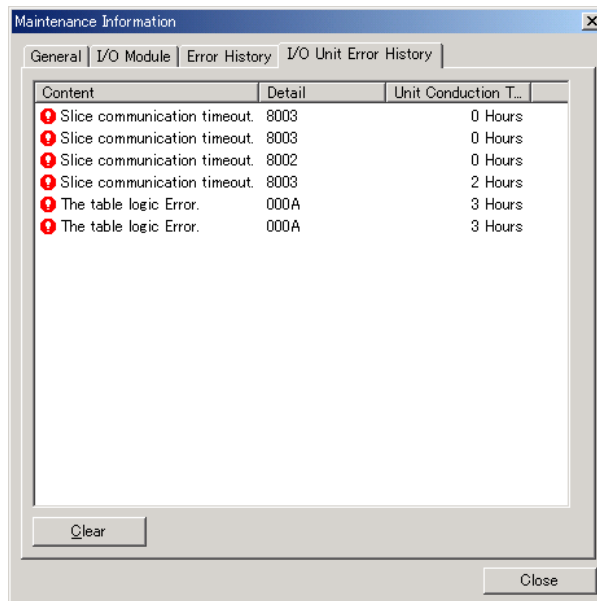 Maintenance Information
General I/O Module Error History I/O Unit Error History
Content Detail Unit Conduction T...
Slice communication timeout. 8003 0 Hours
Slice communication timeout. 8003 0 Hours
Slice communication timeout. 8002 0 Hours
Slice communication timeout. 8003 2 Hours
The table logic Error. 000A 3 Hours
The table logic Error. 000A 3 Hours
Clear
Close